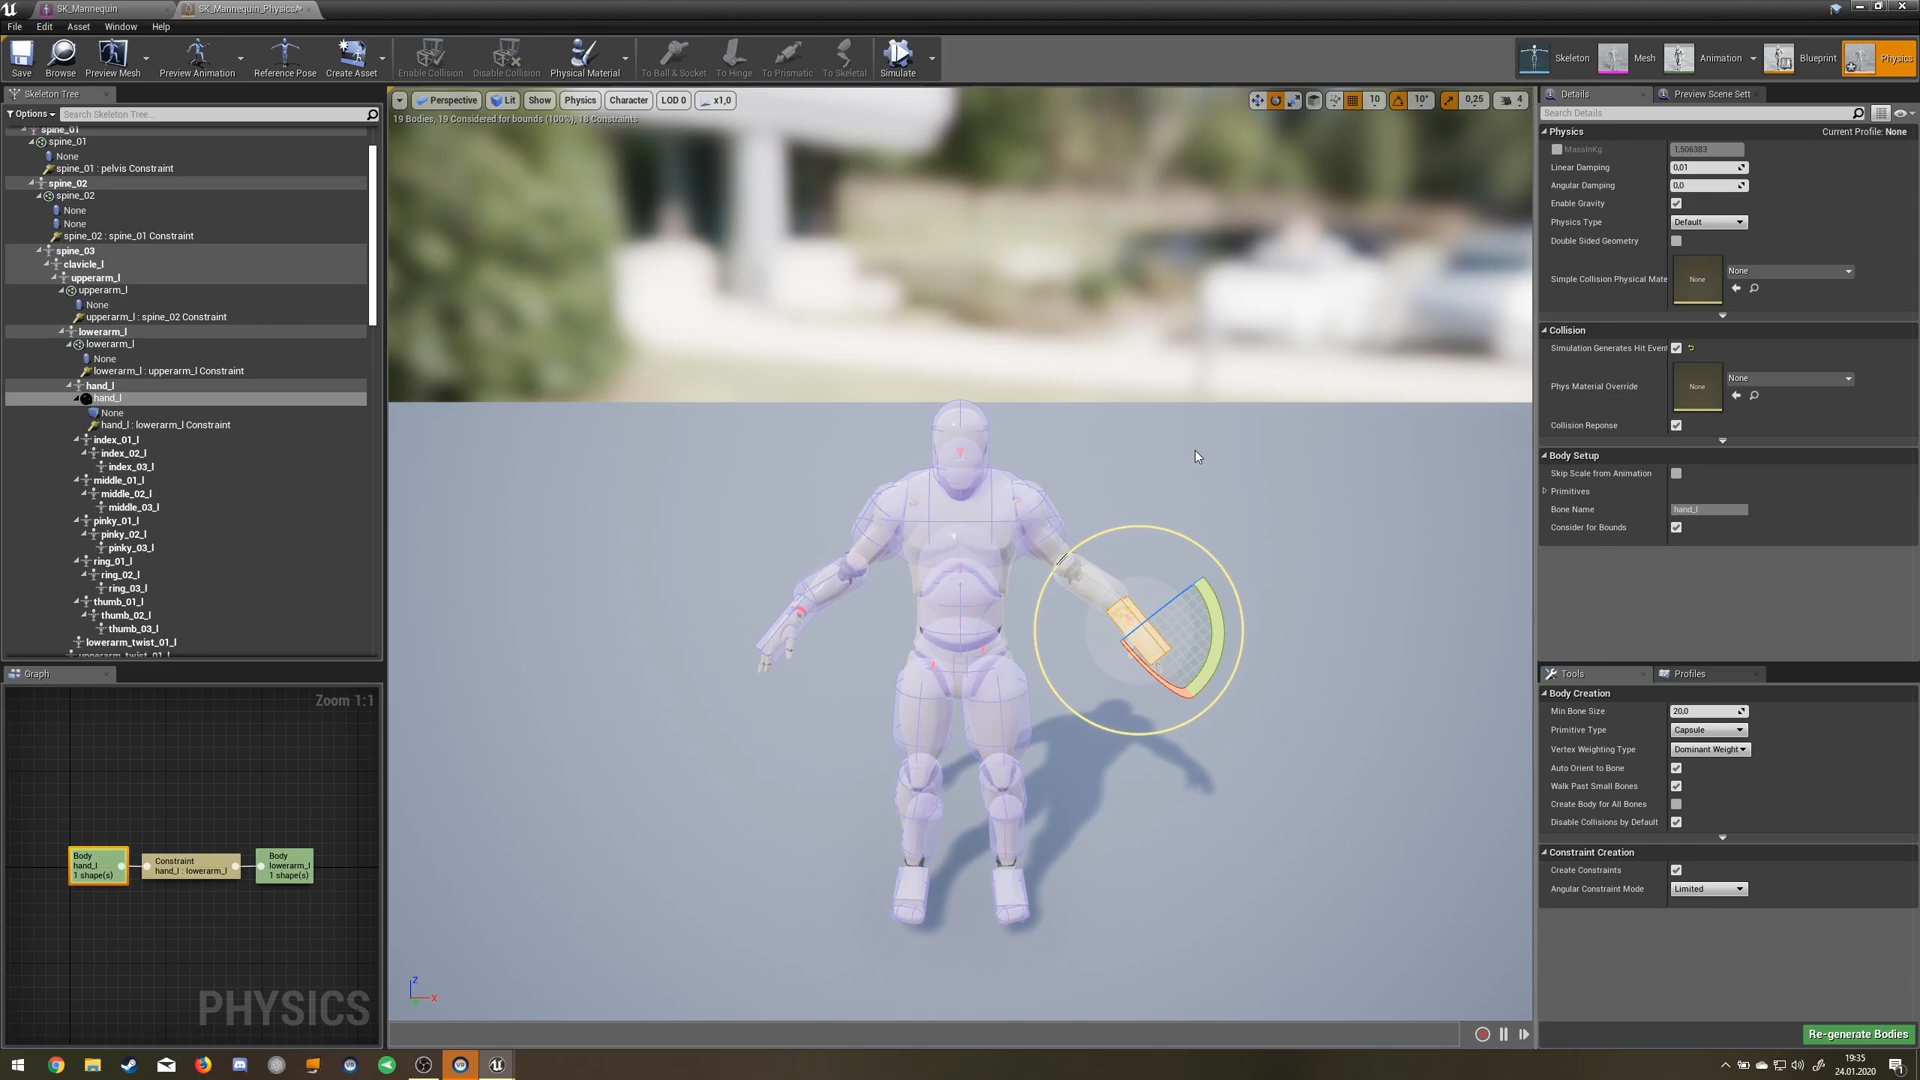 SK_Mannequin
SK_Mannequin_Physics*
File
Edit
Asset
Window
Help
Save
Browse
Preview Mesh
Preview Animation
Reference Pose
Create Asset
Enable Collision
Disable Collision
Physical Material
To Ball & Socket
To Hinge
To Prismatic
To Skeletal
Simulate
Skeleton
Mesh
Animation
Blueprint
Physics
Skeleton Tree
Options
Search Skeleton Tree...
spine_01
spine_01
None
spine_01 : pelvis Constraint
spine_02
spine_02
None
None
spine_02 : spine_01 Constraint
spine_03
clavicle_l
upperarm_l
upperarm_l
None
upperarm_l : spine_02 Constraint
lowerarm_l
lowerarm_l
None
lowerarm_l : upperarm_l Constraint
hand_l
hand_l
None
hand_l : lowerarm_l Constraint
index_01_l
index_02_l
index_03_l
middle_01_l
middle_02_l
middle_03_l
pinky_01_l
pinky_02_l
pinky_03_l
ring_01_l
ring_02_l
ring_03_l
thumb_01_l
thumb_02_l
thumb_03_l
lowerarm_twist_01_l
upperarm_twist_01_l
Graph
Zoom 1:1
Body
hand_l
1 shape(s)
Constraint
hand_l : lowerarm_l
Body
lowerarm_l
1 shape(s)
PHYSICS
Perspective
Lit
Show
Physics
Character
LOD 0
x1,0
10
10°
0,25
4
19 Bodies, 19 Considered for bounds (100%), 18 Constraints
Z
X
Details
Preview Scene Sett
Search Details
Physics
Current Profile: None
MassInKg
1,506383
Linear Damping
0,01
Angular Damping
0,0
Enable Gravity
Physics Type
Default
Double Sided Geometry
Simple Collision Physical Mate
None
None
Collision
Simulation Generates Hit Event
Phys Material Override
None
None
Collision Reponse
Body Setup
Skip Scale from Animation
Primitives
Bone Name
hand_l
Consider for Bounds
Tools
Profiles
Body Creation
Min Bone Size
20,0
Primitive Type
Capsule
Vertex Weighting Type
Dominant Weight
Auto Orient to Bone
Walk Past Small Bones
Create Body for All Bones
Disable Collisions by Default
Constraint Creation
Create Constraints
Angular Constraint Mode
Limited
Re-generate Bodies
19:35
24.01.2020